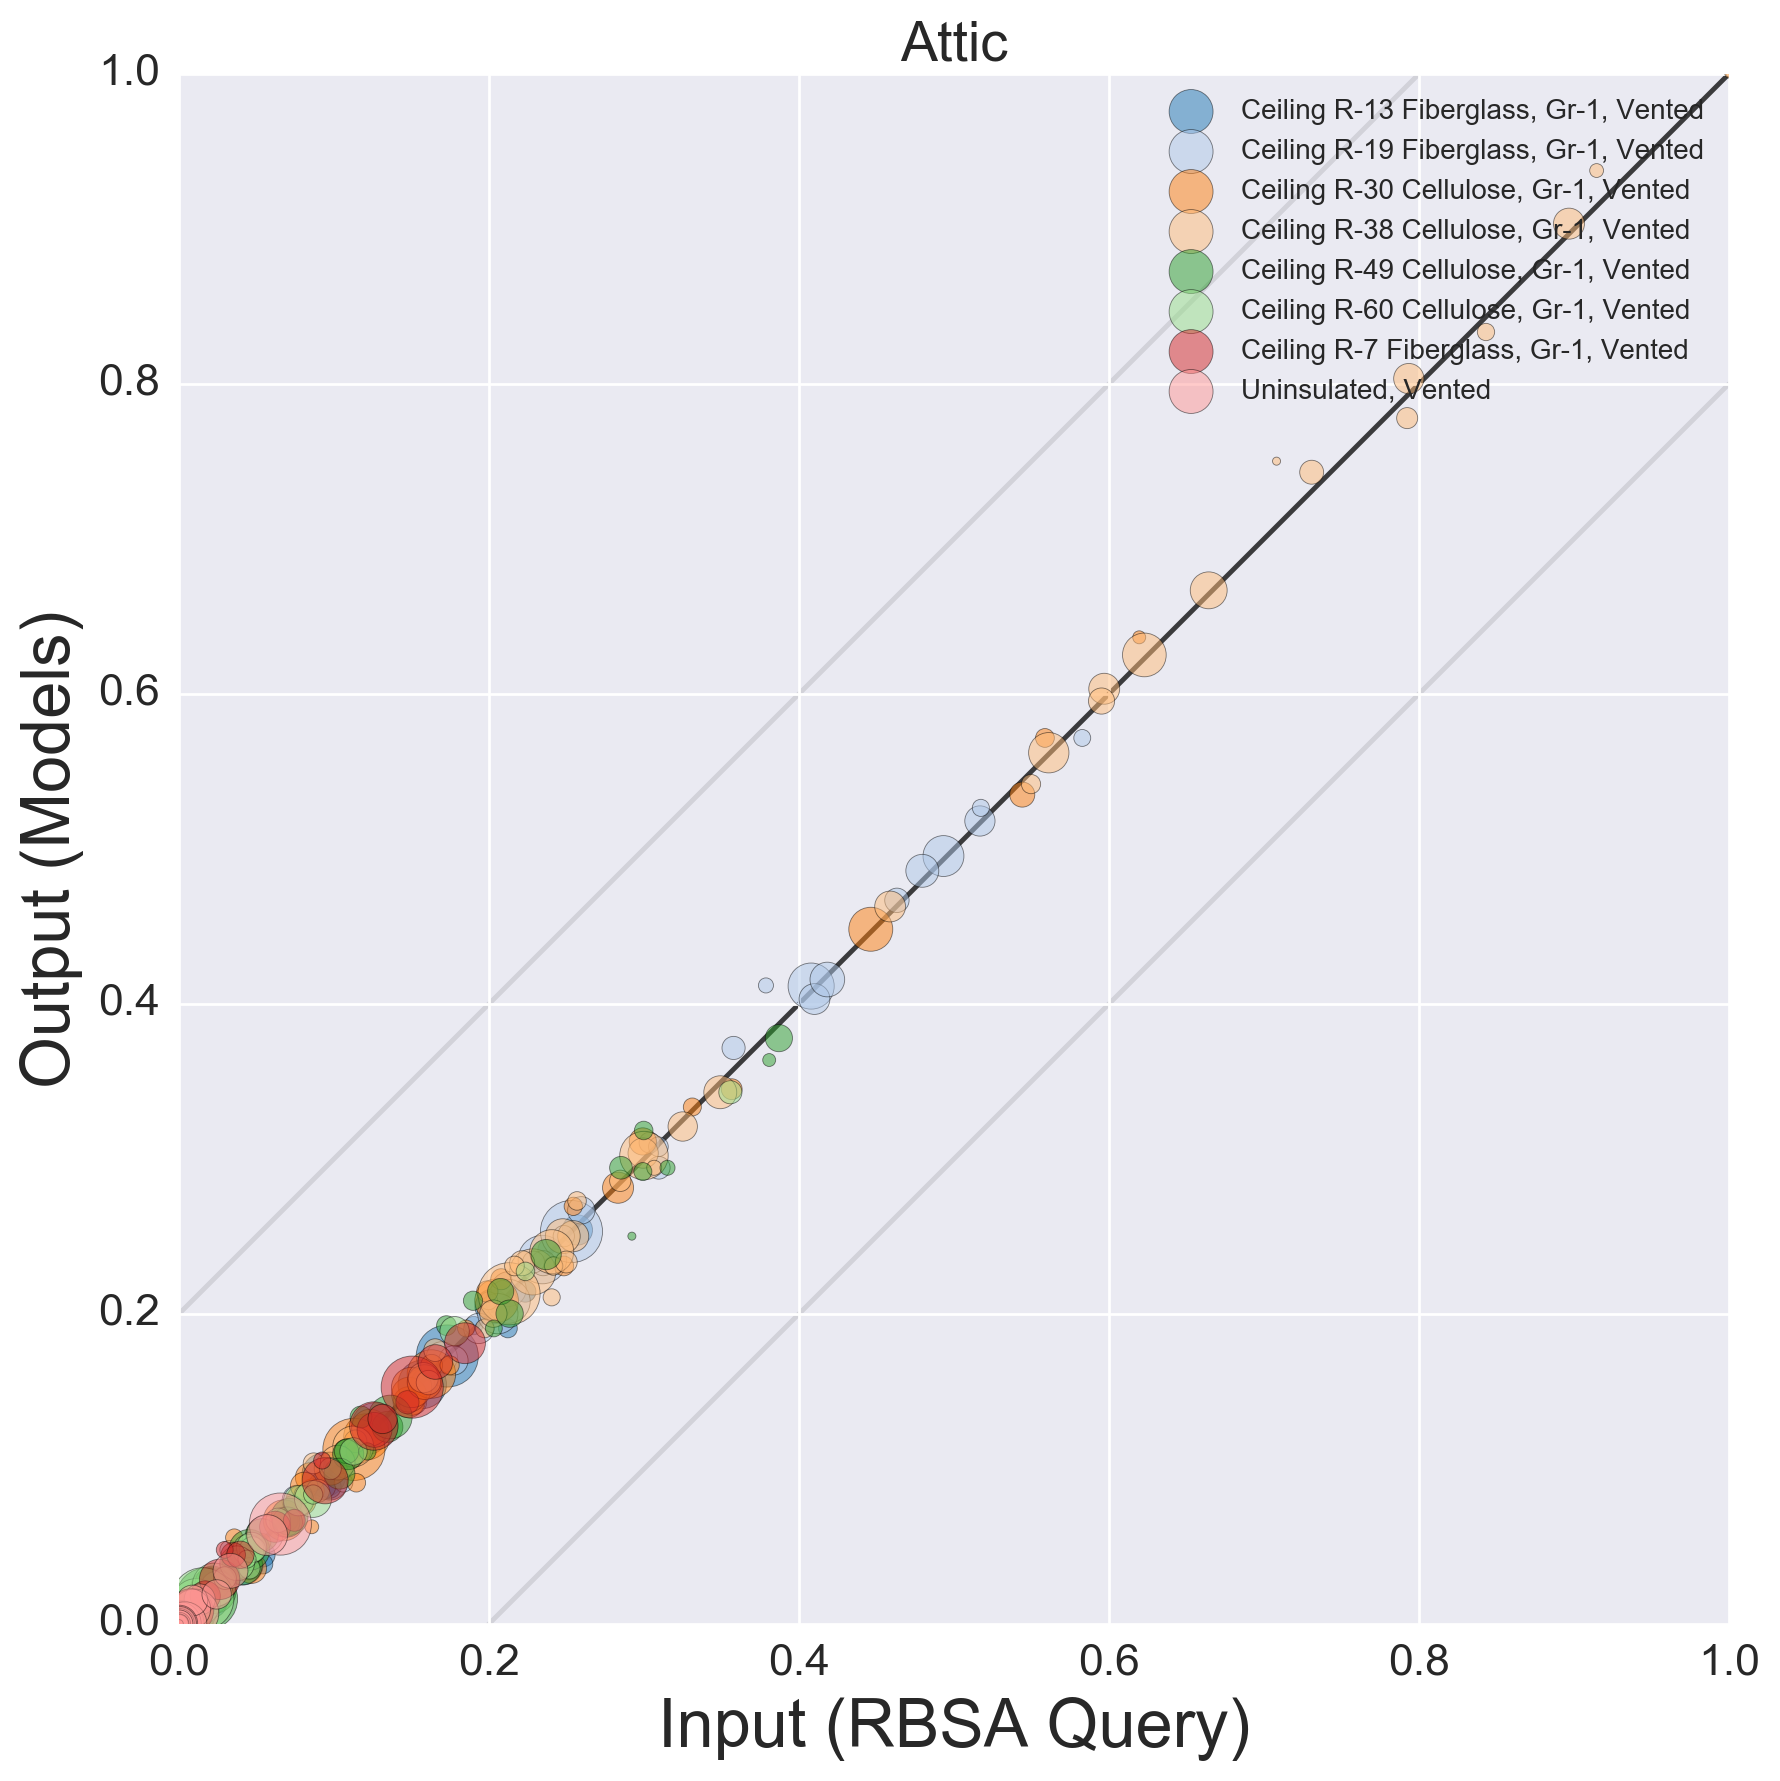 Attic
1.0
Ceiling R-13 Fiberglass, Gr-1, Vented
Ceiling R-19 Fiberglass, Gr-1, Vented
Ceiling R-30 Cellulose, Gr-1, Vented
Ceiling R-38 Cellulose, Gr-1, Vented
Ceiling R-49 Cellulose, Gr-1, Vented
Ceiling R-60 Cellulose, Gr-1, Vented
Ceiling R-7 Fiberglass, Gr-1, Vented
Uninsulated, Vented
0.8
0.6
0.4
0.2
0.0
Output (Models)
0.0 0.2 0.4 0.6 0.8 1.0
Input (RBSA Query)